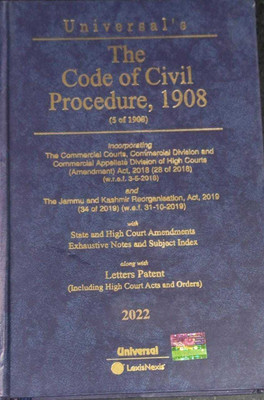 Universal's
The
Code of Civil
Procedure, 1908
(5 of 1908)
incorporating
The Commercial Courts, Commercial Division and
Commercial Appellate Division of High Courts
(Amendment) Act, 2018 (28 of 2018)
(w.r.e.f. 3-5-2018)
and
The Jammu and Kashmir Reorganisation, Act, 2019
(34 of 2019) (w.e.f. 31-10-2019)
with
State and High Court Amendments
Exhaustive Notes and Subject Index
along with
Letters Patent
(Including High Court Acts and Orders)
2022
Universal
LexisNexis